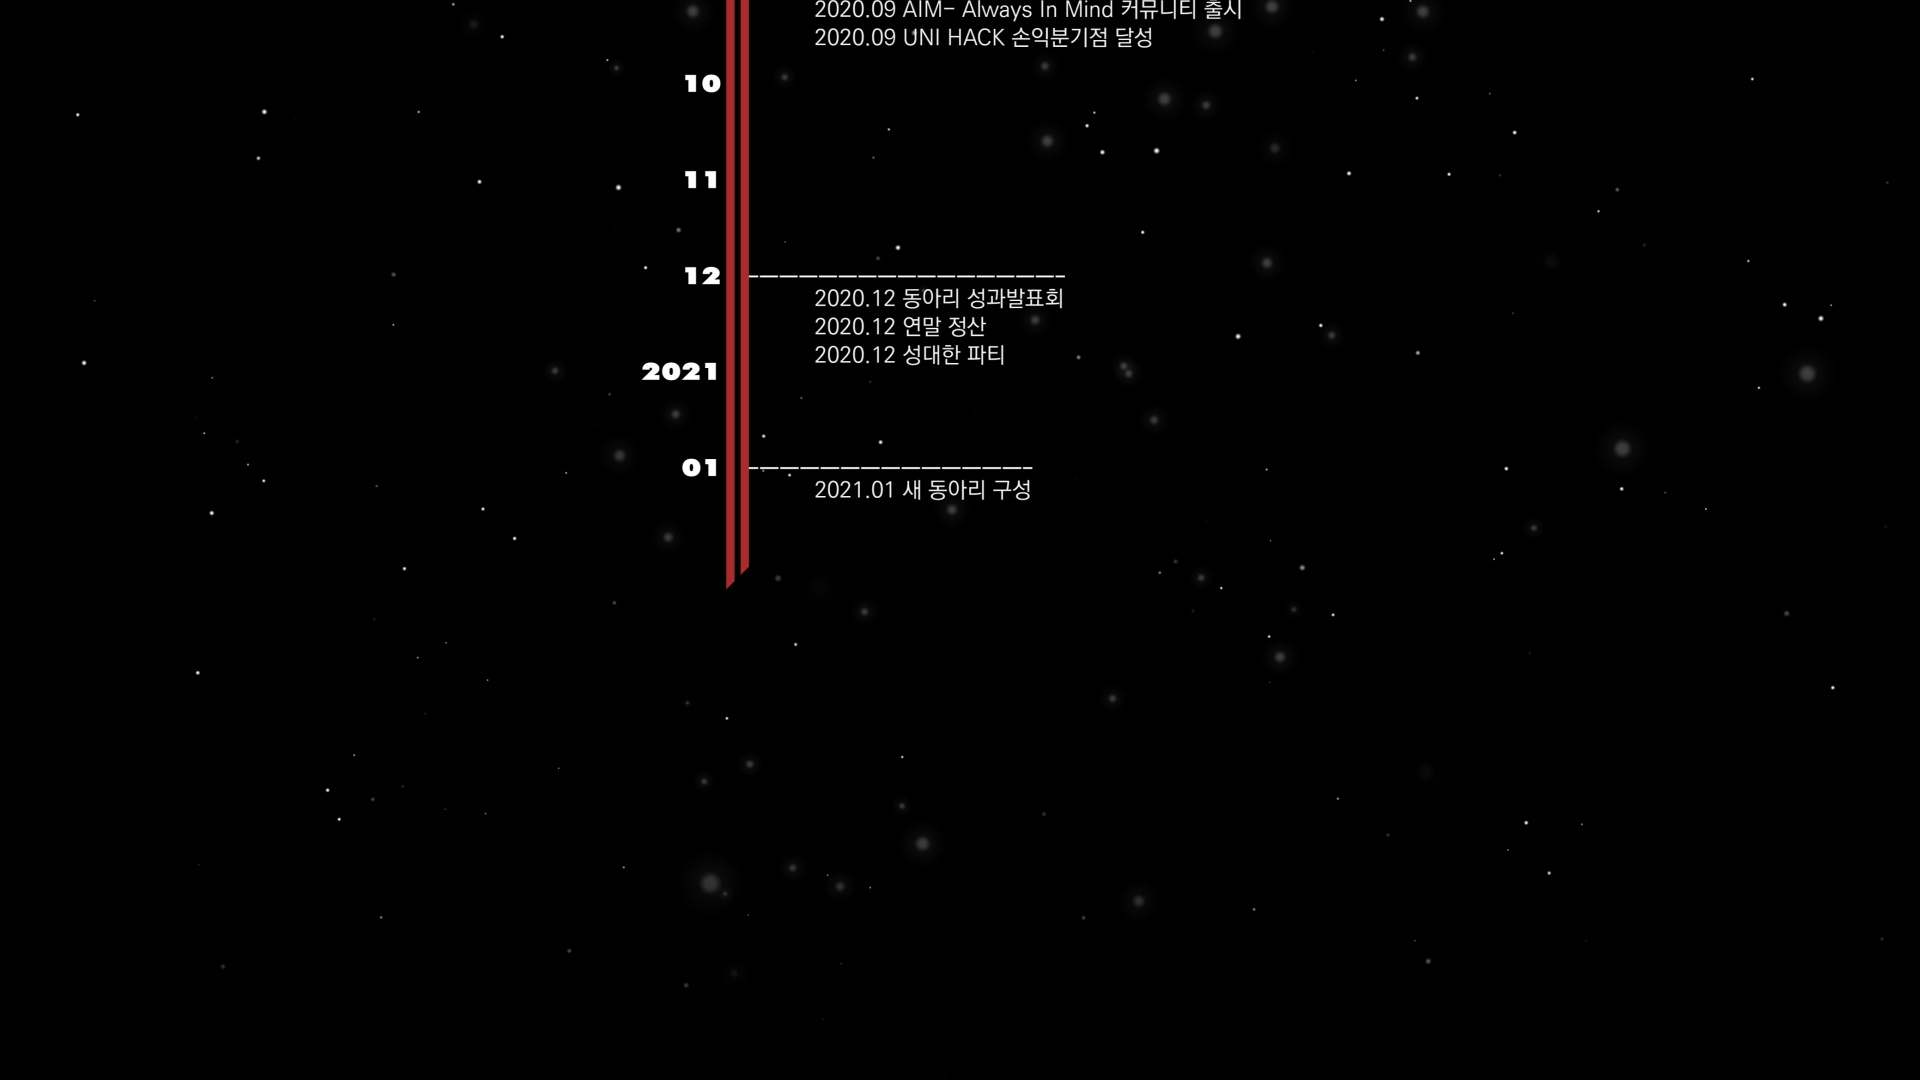 2020.09 AIM- Always In Mind 커뮤니티 출시
2020.09 UNI HACK 손익분기점 달성
10
11
12
2020.12 동아리 성과발표회
2020.12 연말 정산
2020.12 성대한 파티
2021
01
2021.01 새 동아리 구성